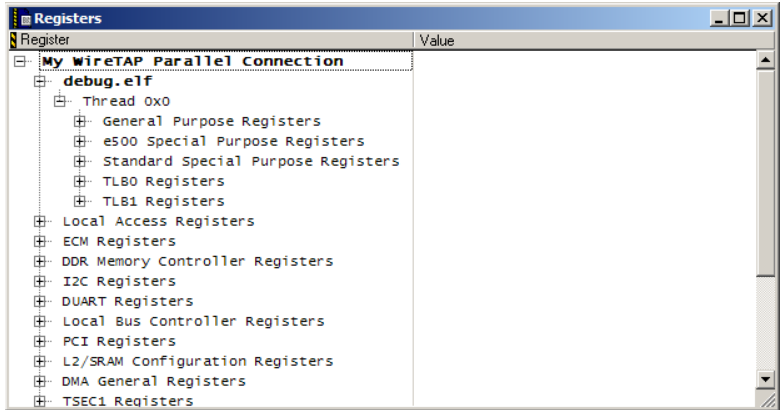 Registers
Register Value
My WireTAP Parallel Connection
debug.elf
Thread 0x0
General Purpose Registers
e500 Special Purpose Registers
Standard Special Purpose Registers
TLB0 Registers
TLB1 Registers
Local Access Registers
ECM Registers
DDR Memory Controller Registers
I2C Registers
DUART Registers
Local Bus Controller Registers
PCI Registers
L2/SRAM Configuration Registers
DMA General Registers
TSEC1 Registers